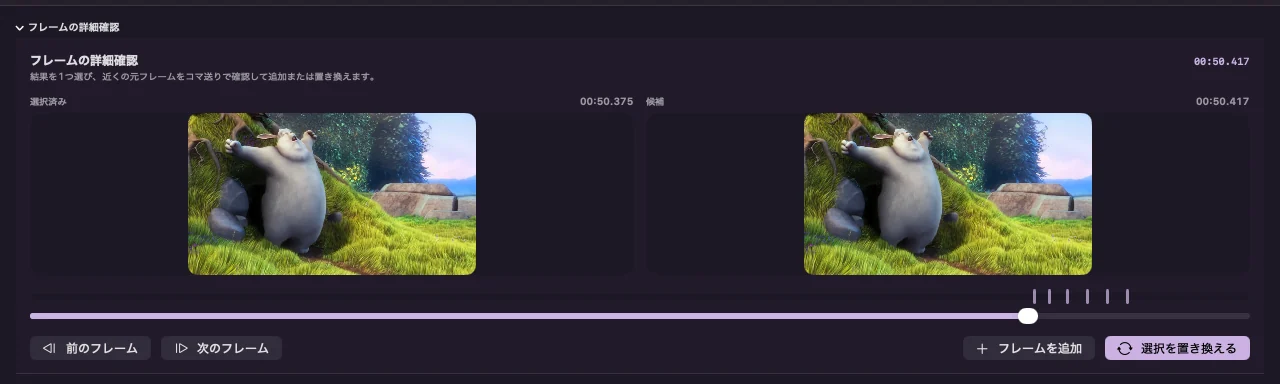 フレームの詳細確認
フレームの詳細確認
00:50.417
結果を1つ選び、近くの元フレームをコマ送りで確認して追加または置き換えます。
選択済み 00:50.375 候補 00:50.417
前のフレーム 次のフレーム フレームを追加 選択を置き換える